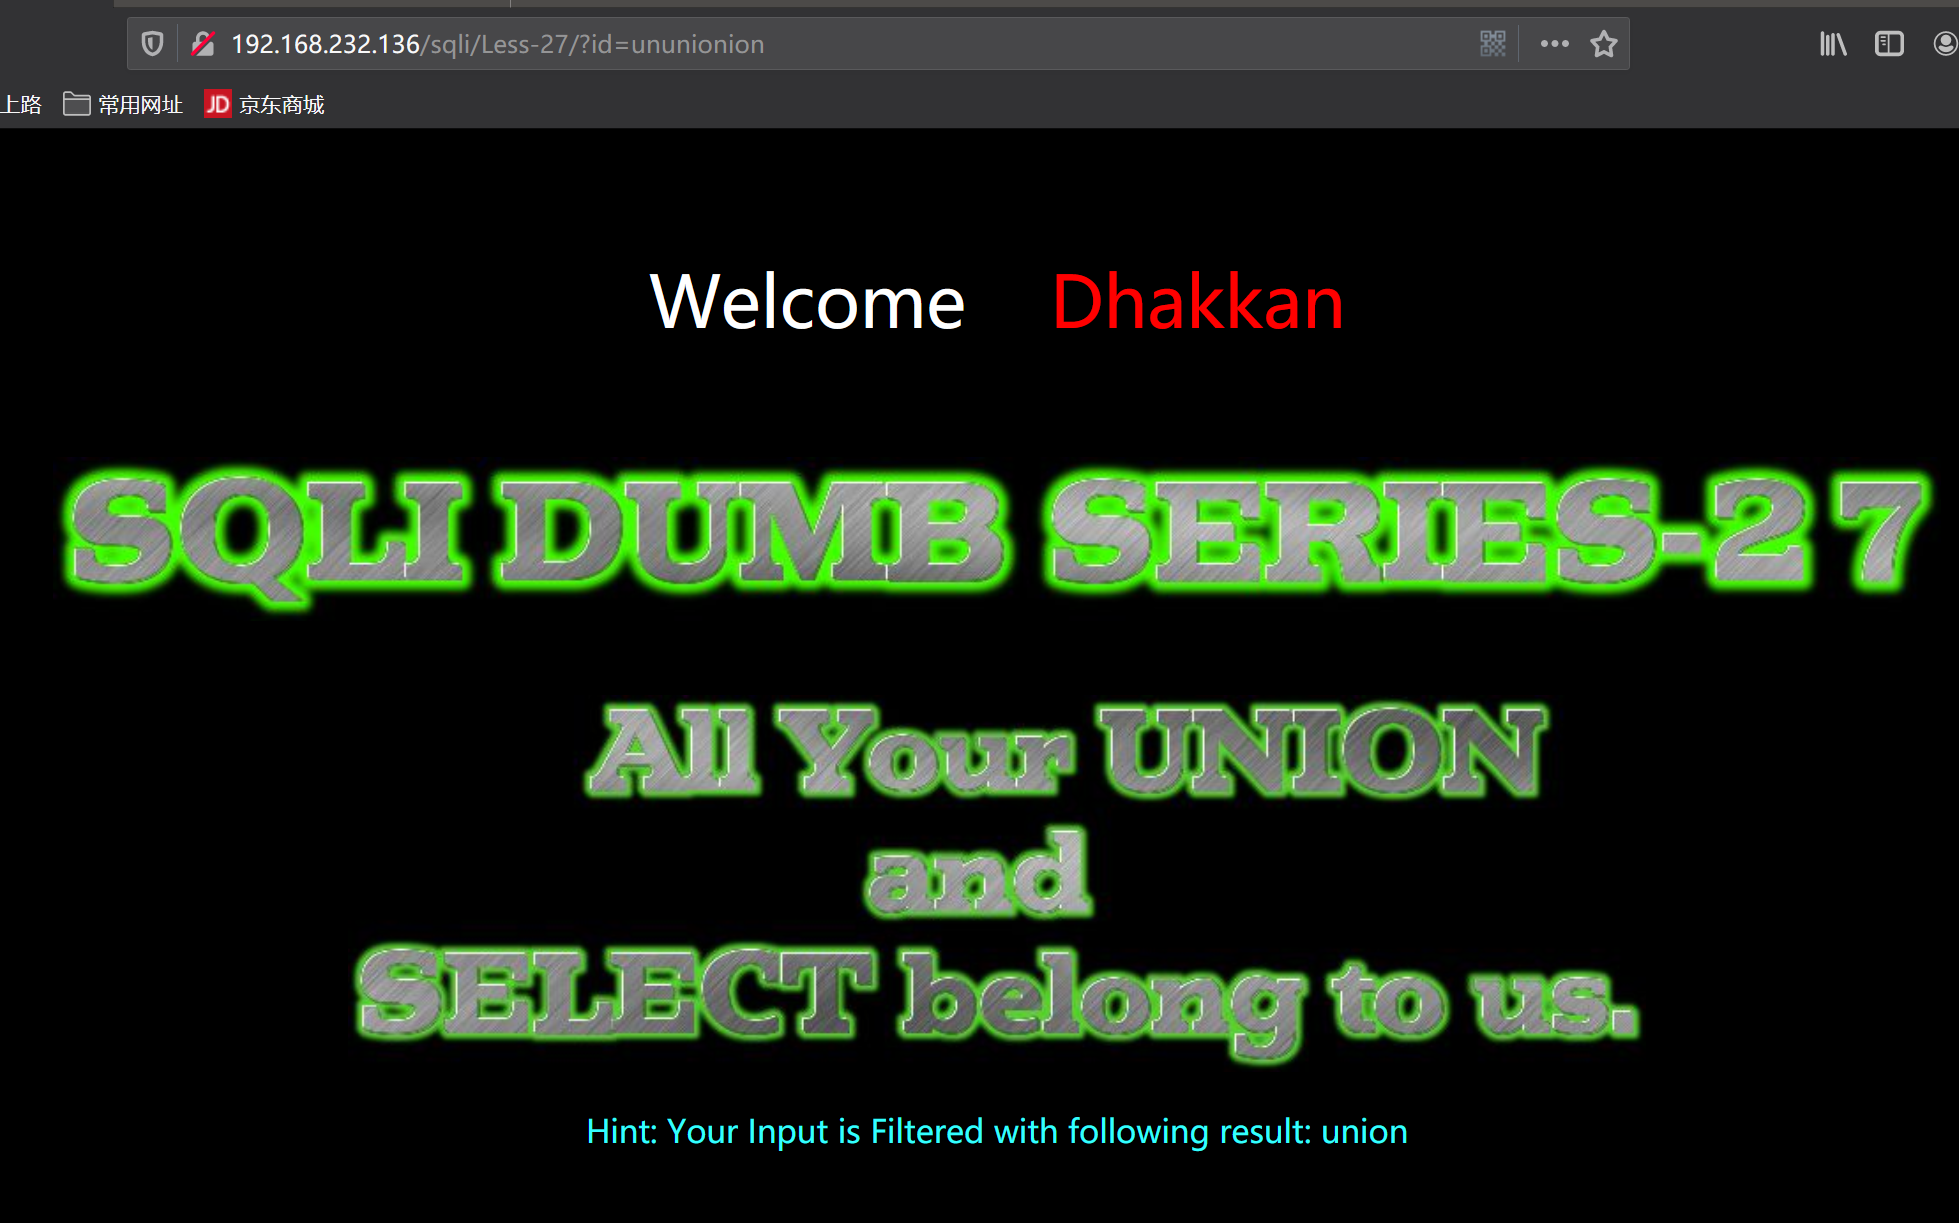 192.168.232.136/sqli/Less-27/?id=ununionion
上路 常用网址 JD 京东商城
Welcome Dhakkan
SQLI DUMB SERIES-27
All Your UNION
and
SELECT belong to us.
Hint: Your Input is Filtered with following result: union